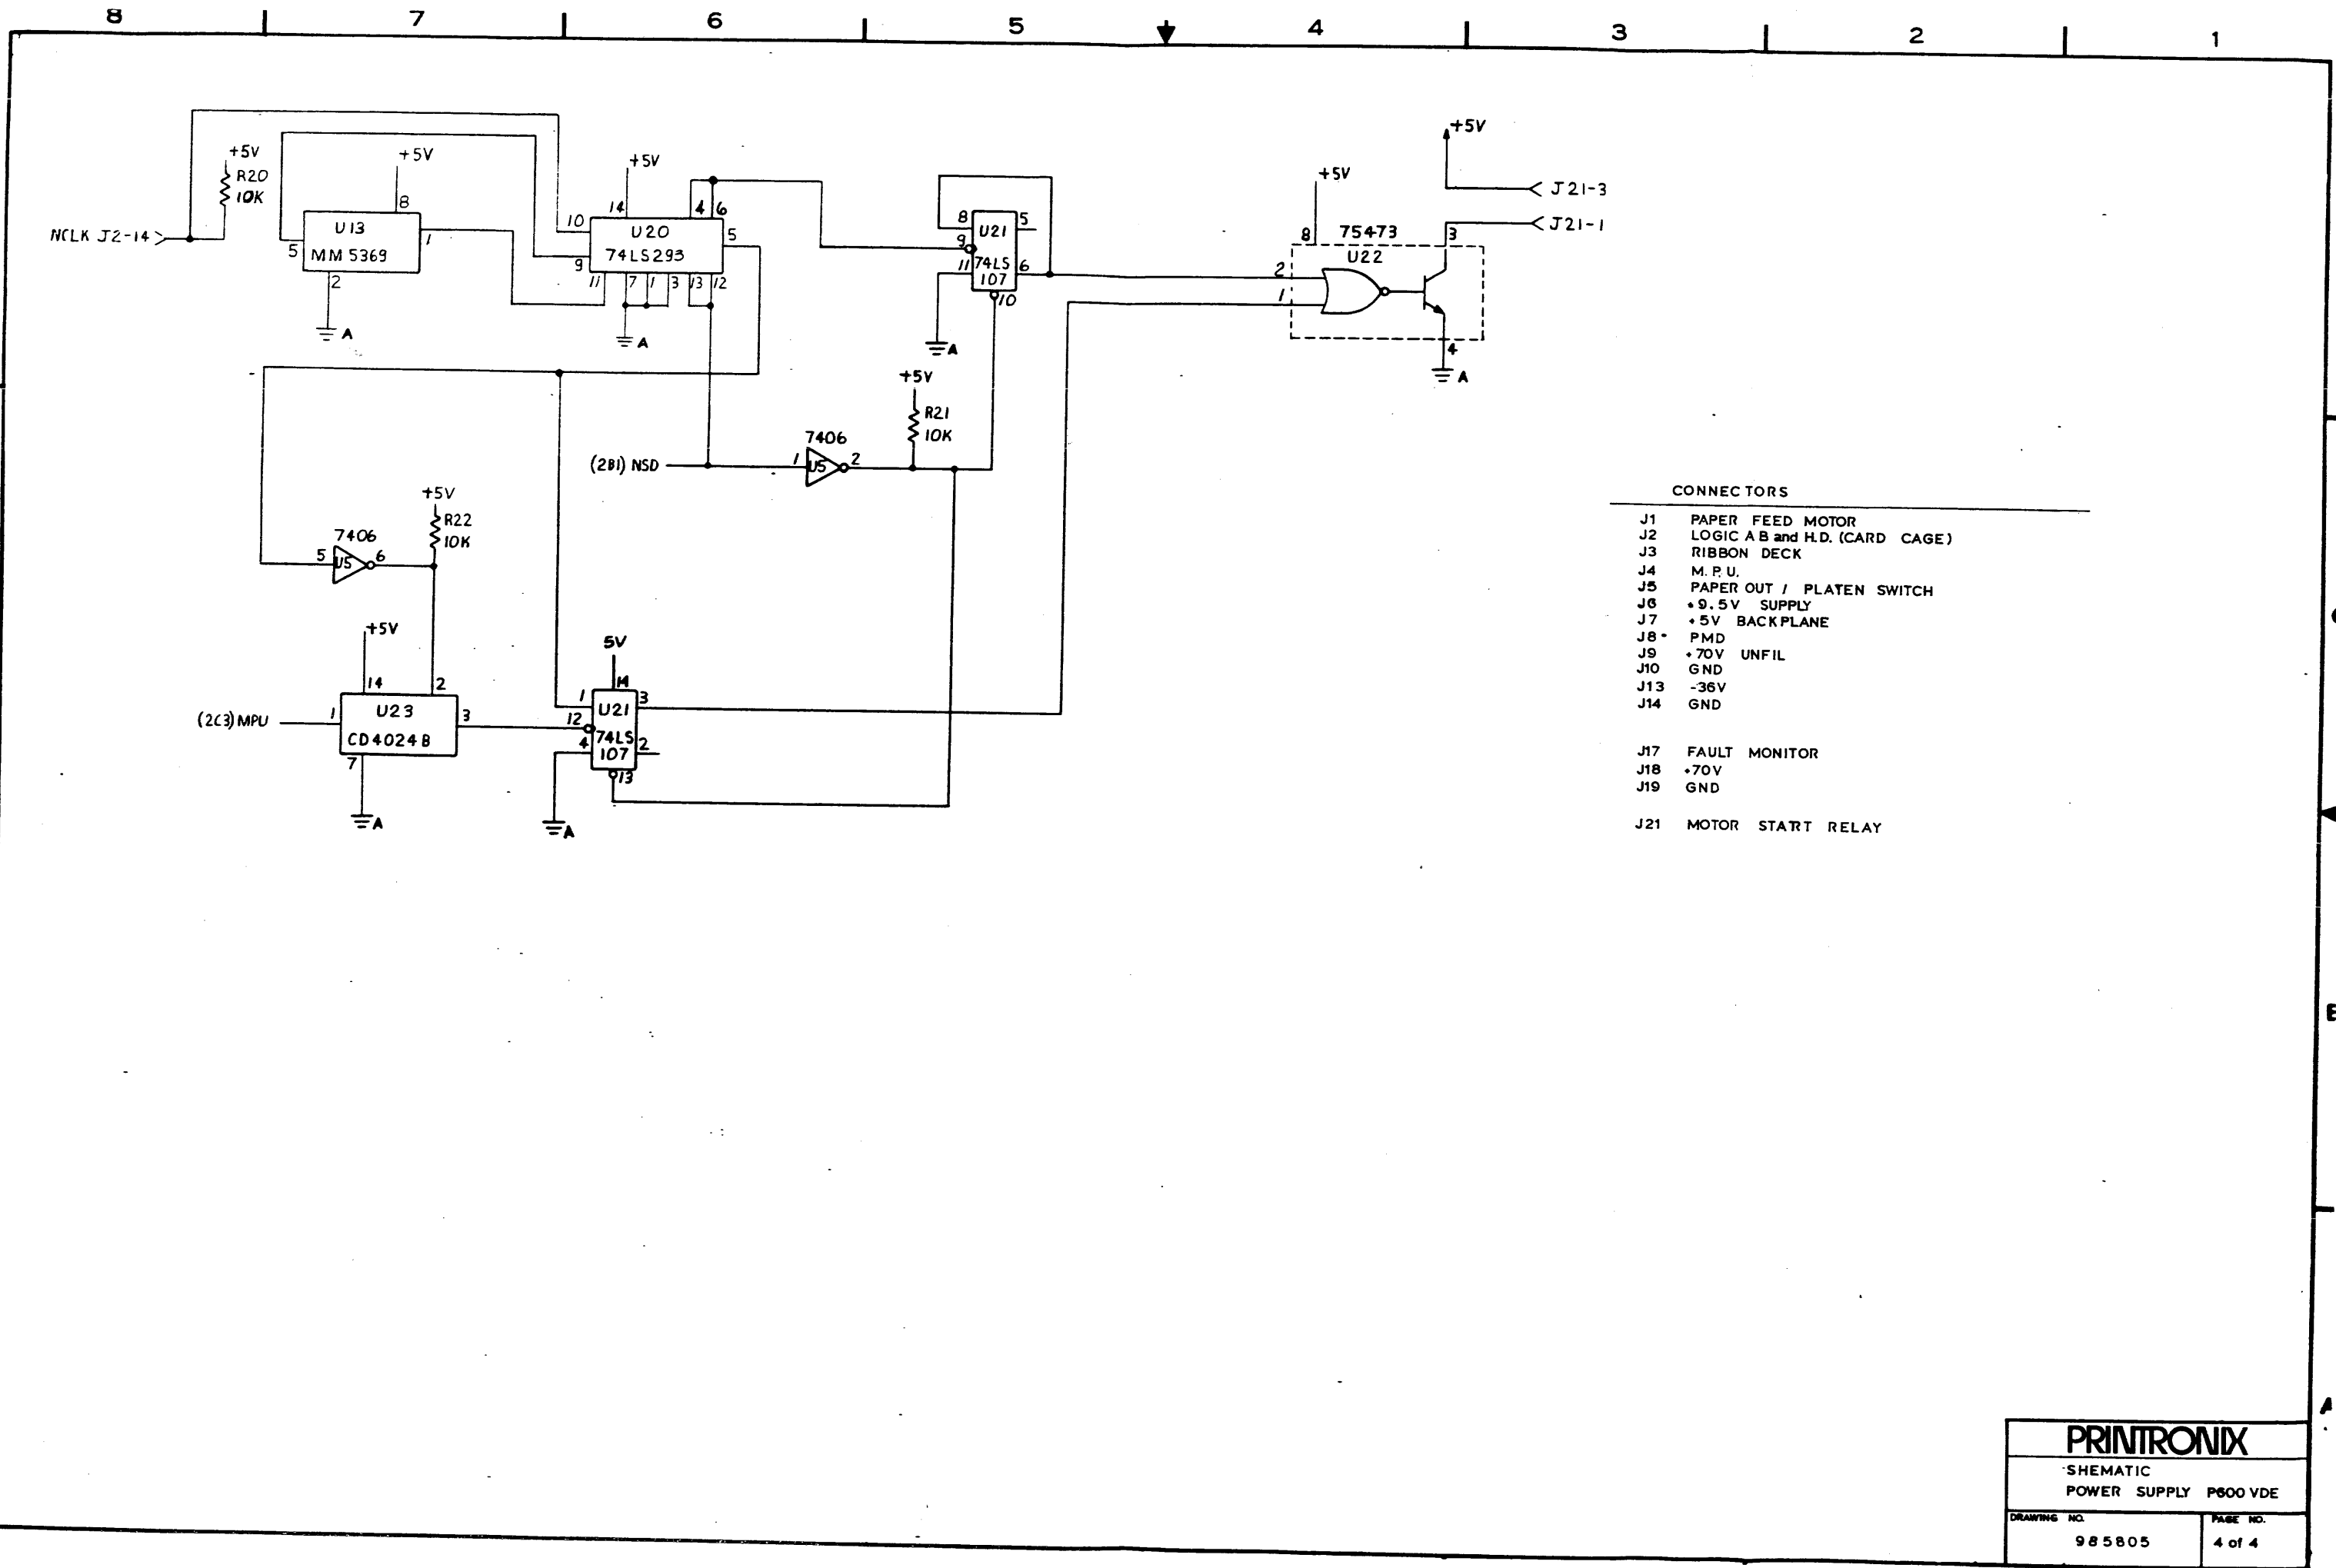 8 7 6 5 4 3 2 1
+5V
R20
10K
NCLK J2-14
+5V
8
U13
MM 5369
5
1
2
A
+5V
14
4 6
10
U20
5
74LS293
9
11 7 1 3 13 12
A
8
U21
5
9
11
74LS
107
6
10
A
+5V
8
75473
U22
2
1
3
4
A
+5V
J21-3
J21-1
+5V
R21
10K
(2B1) NSD
7406
1
U5
2
+5V
R22
10K
7406
5
U5
6
+5V
14
2
(2C3) MPU
1
U23
3
CD4024B
7
A
5V
14
1
U21
3
12
74LS
4
107
2
13
A
CONNECTORS
J1 PAPER FEED MOTOR
J2 LOGIC A B and H.D. (CARD CAGE)
J3 RIBBON DECK
J4 M.P.U.
J5 PAPER OUT / PLATEN SWITCH
J6 +9.5V SUPPLY
J7 +5V BACKPLANE
J8 PMD
J9 +70V UNFIL
J10 GND
J13 -36V
J14 GND
J17 FAULT MONITOR
J18 +70V
J19 GND
J21 MOTOR START RELAY
B
A
PRINTRONIX
SHEMATIC
POWER SUPPLY P600 VDE
DRAWING NO.
PAGE NO.
985805
4 of 4